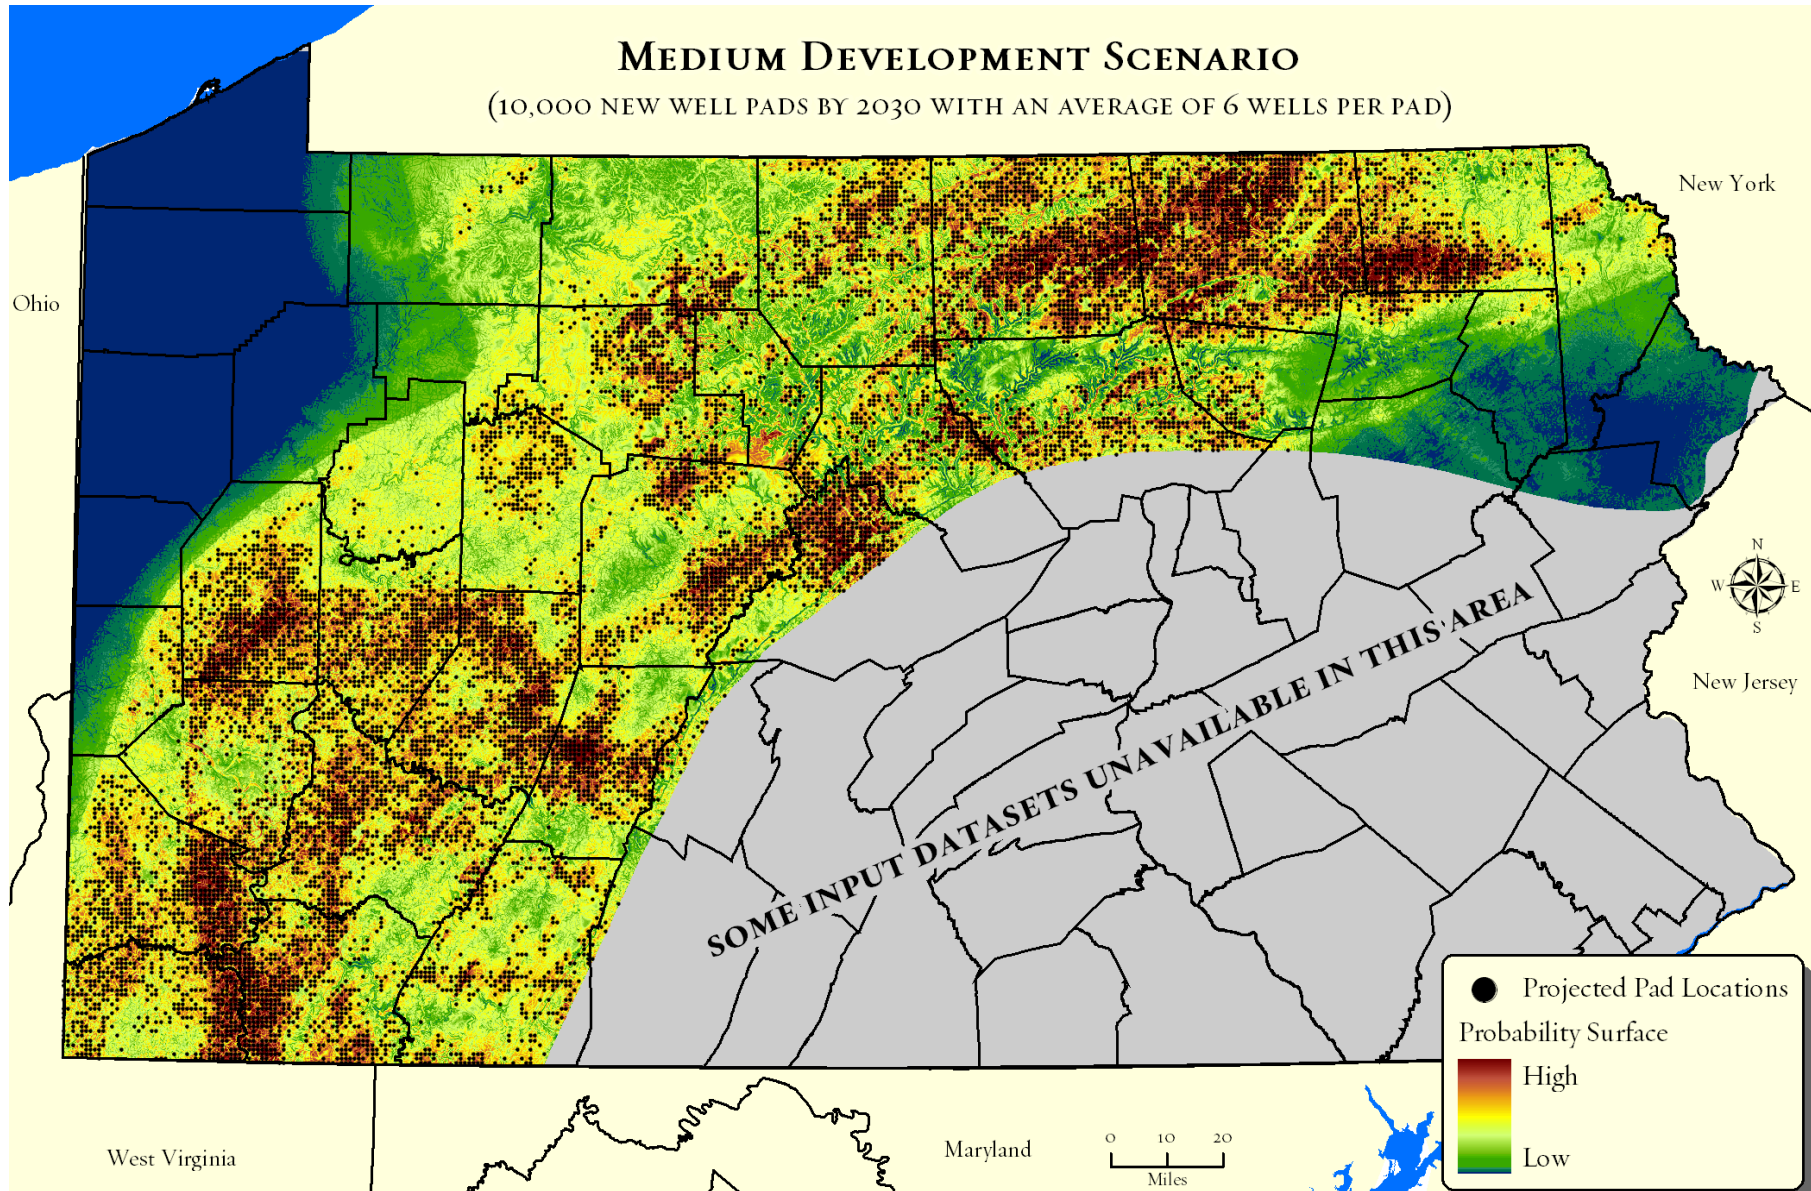 Medium Development Scenario
(10,000 new well pads by 2030 with an average of 6 wells per pad)
New York
Ohio
N
W E
S
SOME INPUT DATASETS UNAVAILABLE IN THIS AREA
New Jersey
Projected Pad Locations
Probability Surface
High
Low
West Virginia
Maryland
0 10 20
Miles